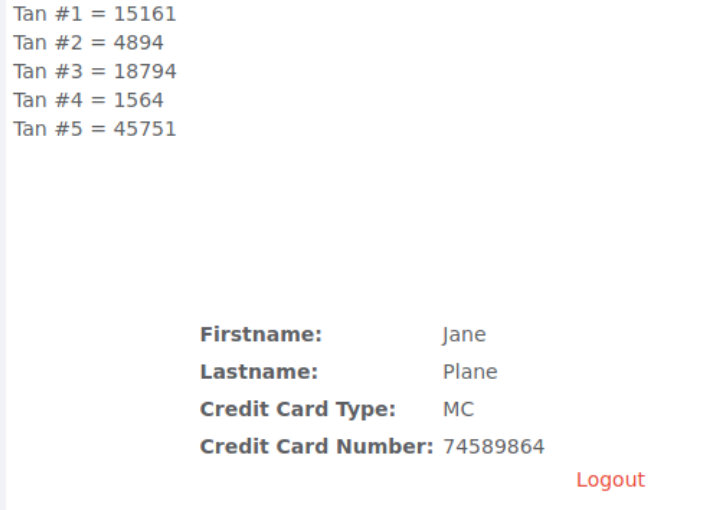 Tan #1 = 15161
Tan #2 = 4894
Tan #3 = 18794
Tan #4 = 1564
Tan #5 = 45751
Firstname: Jane
Lastname: Plane
Credit Card Type: MC
Credit Card Number: 74589864
Logout